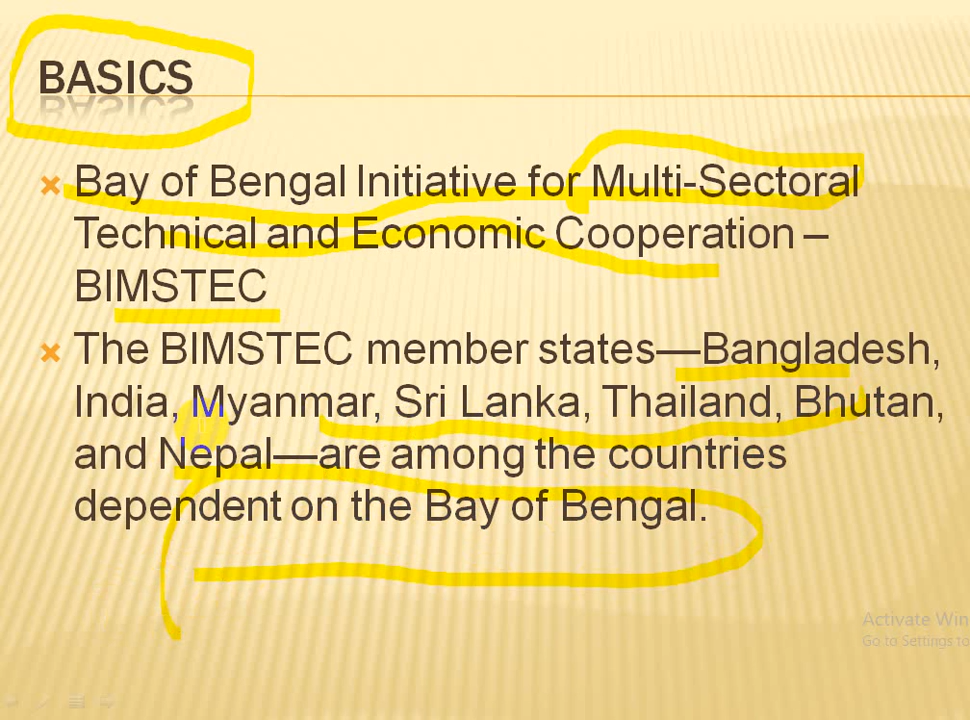 BASICS
Bay of Bengal Initiative for Multi-Sectoral
Technical and Economic Cooperation –
BIMSTEC
The BIMSTEC member states—Bangladesh,
India, Myanmar, Sri Lanka, Thailand, Bhutan,
and Nepal—are among the countries
dependent on the Bay of Bengal.
Activate Win
Go to Settings to